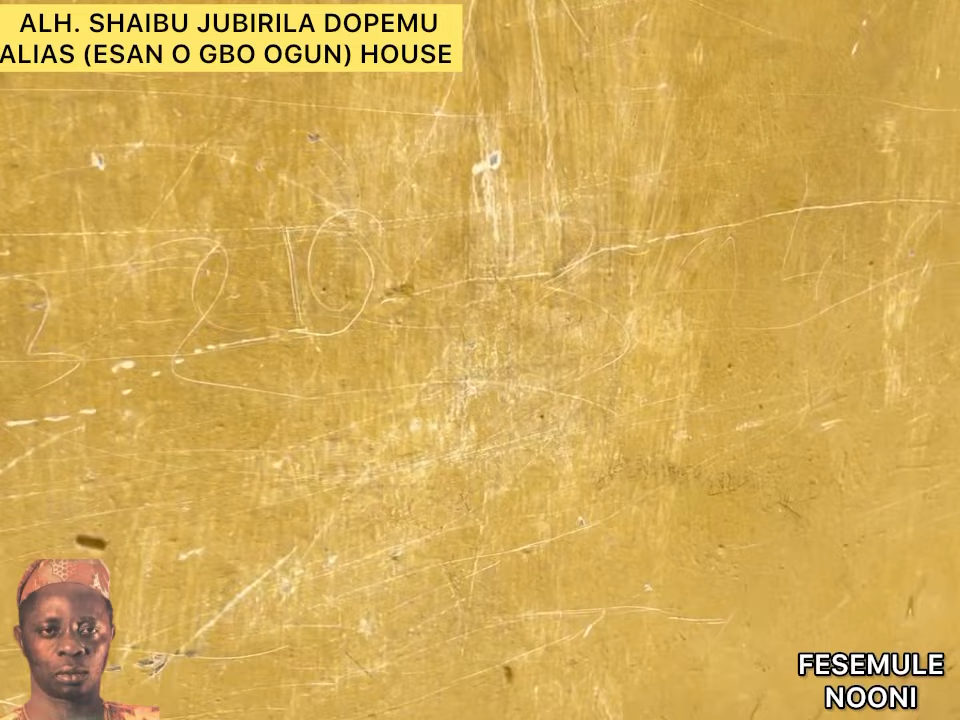 ALH. SHAIBU JUBIRILA DOPEMU
ALIAS (ESAN O GBO OGUN) HOUSE
FESEMULE
NOONI